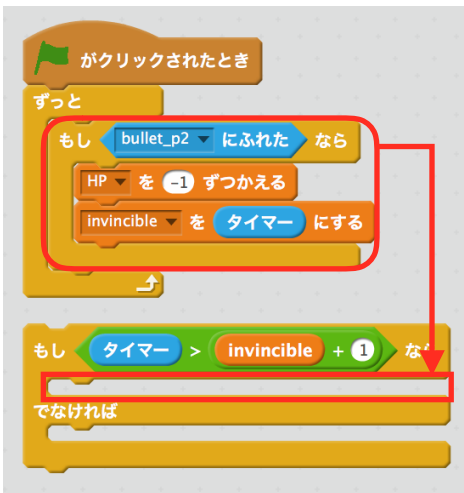 がクリックされたとき
ずっと
もし bullet_p2 にふれた なら
HP を -1 ずつかえる
invincible を タイマー にする
もし タイマー > invincible + 1 なら
でなければ